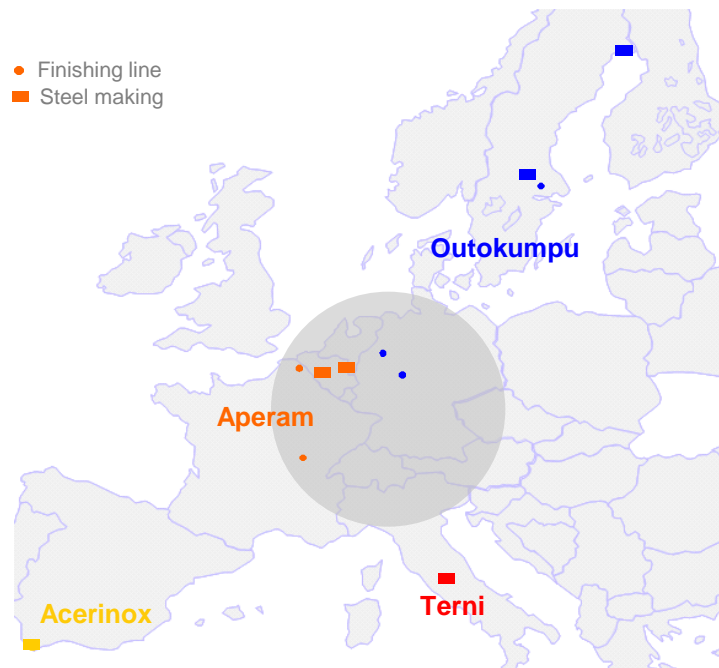 Finishing line
Steel making
Outokumpu
Aperam
Acerinox
Terni